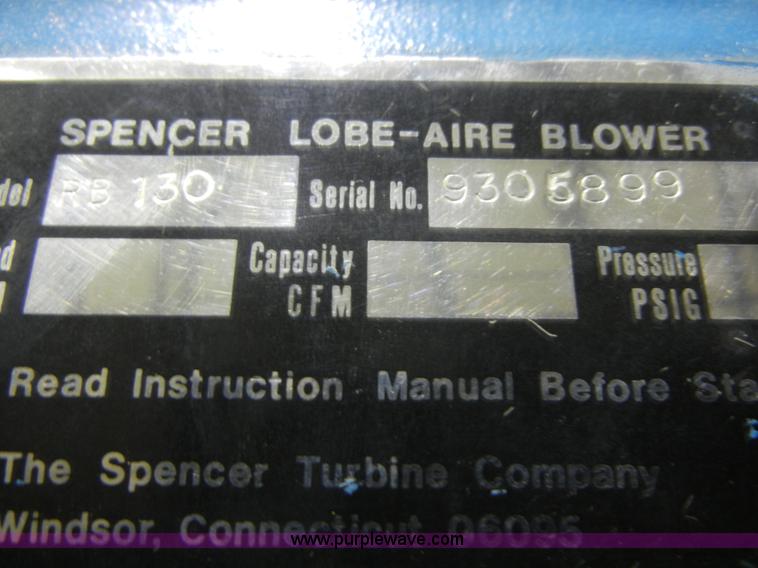 SPENCER LOBE-AIRE BLOWER
del RB 130 Serial No. 9305899
d Capacity Pressure
CFM PSIG
Read Instruction Manual Before Sta
The Spencer Turbine Company
Windsor, Connecticut 06095
www.purplewave.com